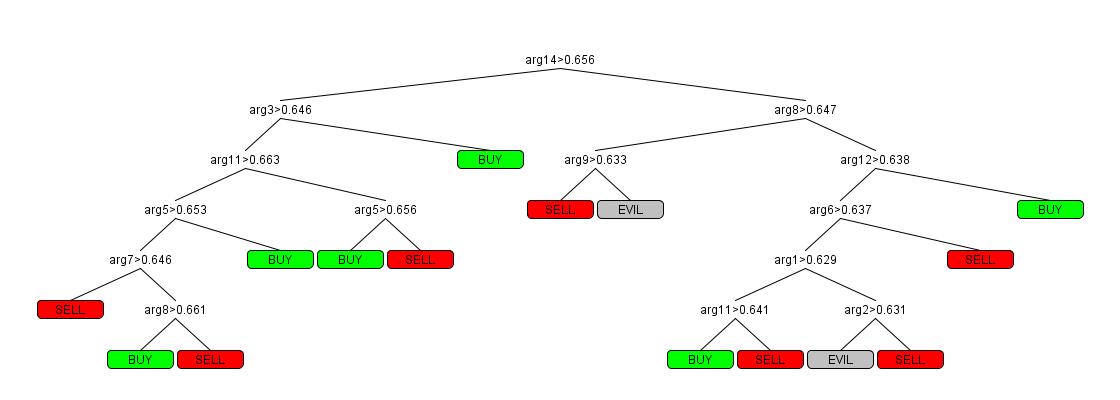 arg14>0.656
arg3>0.646 arg8>0.647
arg11>0.663 BUY arg9>0.633 arg12>0.638
arg5>0.653 arg5>0.656 SELL EVIL arg6>0.637 BUY
arg7>0.646 BUY BUY SELL arg1>0.629 SELL
SELL arg8>0.661 arg11>0.641 arg2>0.631
BUY SELL BUY SELL EVIL SELL